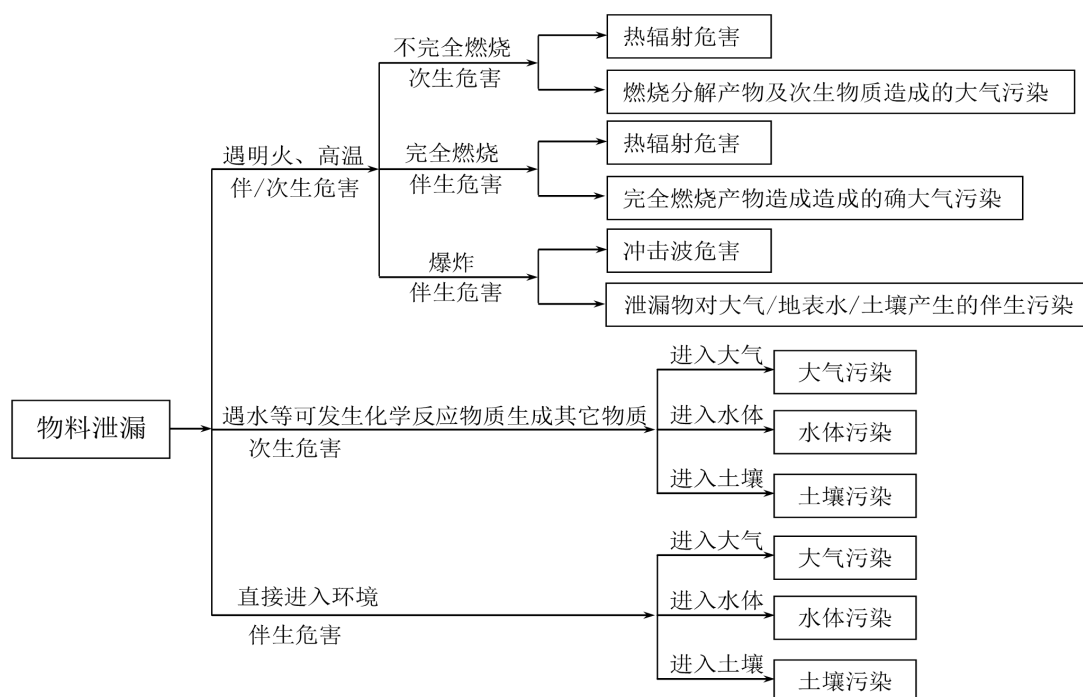 不完全燃烧
次生危害
热辐射危害
燃烧分解产物及次生物质造成的大气污染
遇明火、高温
伴/次生危害
完全燃烧
伴生危害
热辐射危害
完全燃烧产物造成造成的确大气污染
爆炸
伴生危害
冲击波危害
泄漏物对大气/地表水/土壤产生的伴生污染
物料泄漏
遇水等可发生化学反应物质生成其它物质
次生危害
进入大气
大气污染
进入水体
水体污染
进入土壤
土壤污染
直接进入环境
伴生危害
进入大气
大气污染
进入水体
水体污染
进入土壤
土壤污染